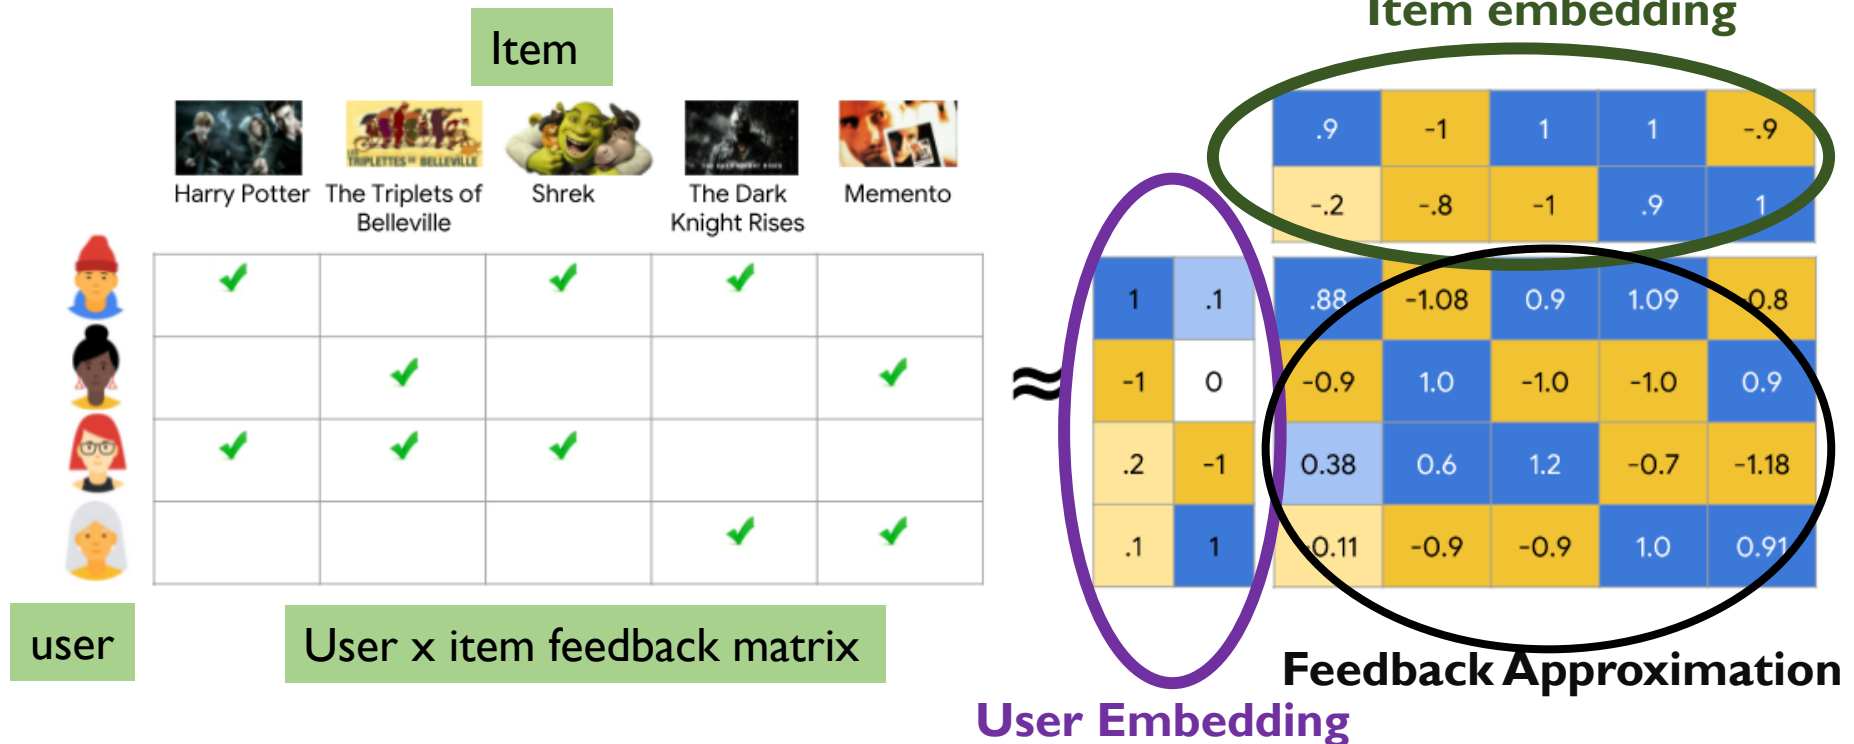 Item embedding
Item
TRIPLETTES DE BELLEVILLE
Harry Potter
The Triplets of
Belleville
Shrek
The Dark
Knight Rises
Memento
.9 -1 1 1 -.9
-.2 -.8 -1 .9 1
≈
1 .1
-1 0
.2 -1
.1 1
.88 -1.08 0.9 1.09 -0.8
-0.9 1.0 -1.0 -1.0 0.9
0.38 0.6 1.2 -0.7 -1.18
-0.11 -0.9 -0.9 1.0 0.91
user
User x item feedback matrix
Feedback Approximation
User Embedding